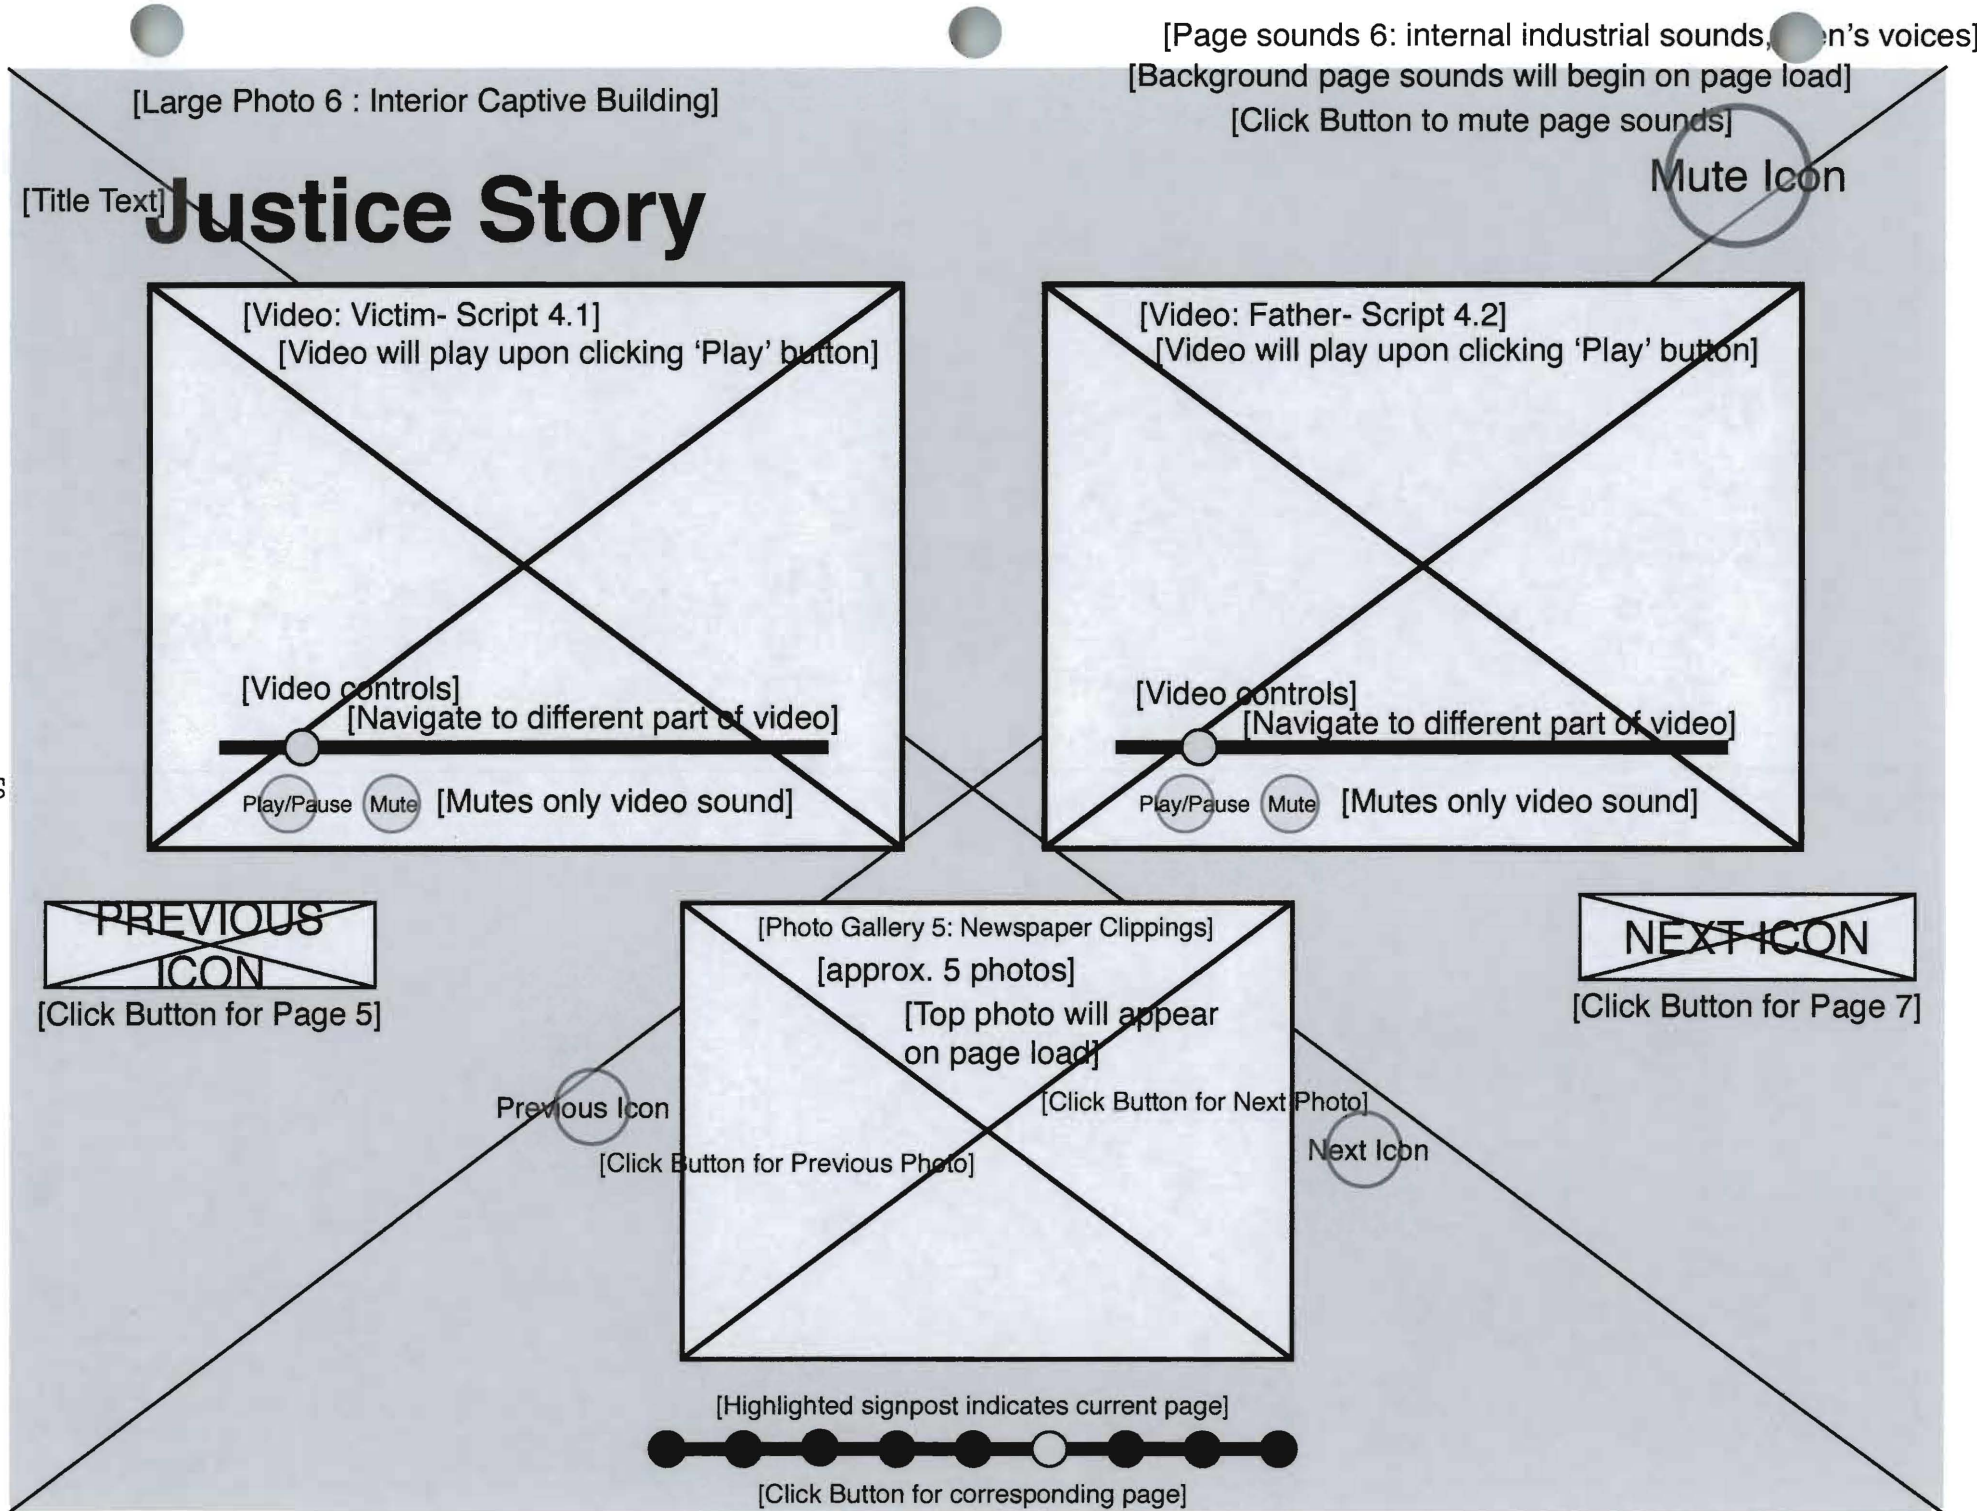 [Page sounds 6: internal industrial sounds, n's voices]
[Background page sounds will begin on page load]
[Large Photo 6 : Interior Captive Building]
[Click Button to mute page sounds]
Mute Icon
[Title Text]
Justice Story
[Video: Victim- Script 4.1]
[Video will play upon clicking ‘Play’ button]
[Video controls]
[Navigate to different part of video]
Play/Pause Mute [Mutes only video sound]
[Video: Father- Script 4.2]
[Video will play upon clicking ‘Play’ button]
[Video controls]
[Navigate to different part of video]
Play/Pause Mute [Mutes only video sound]
PREVIOUS
ICON
[Click Button for Page 5]
NEXT ICON
[Click Button for Page 7]
[Photo Gallery 5: Newspaper Clippings]
[approx. 5 photos]
[Top photo will appear
on page load]
[Click Button for Next Photo]
Previous Icon
Next Icon
[Click Button for Previous Photo]
[Highlighted signpost indicates current page]
[Click Button for corresponding page]